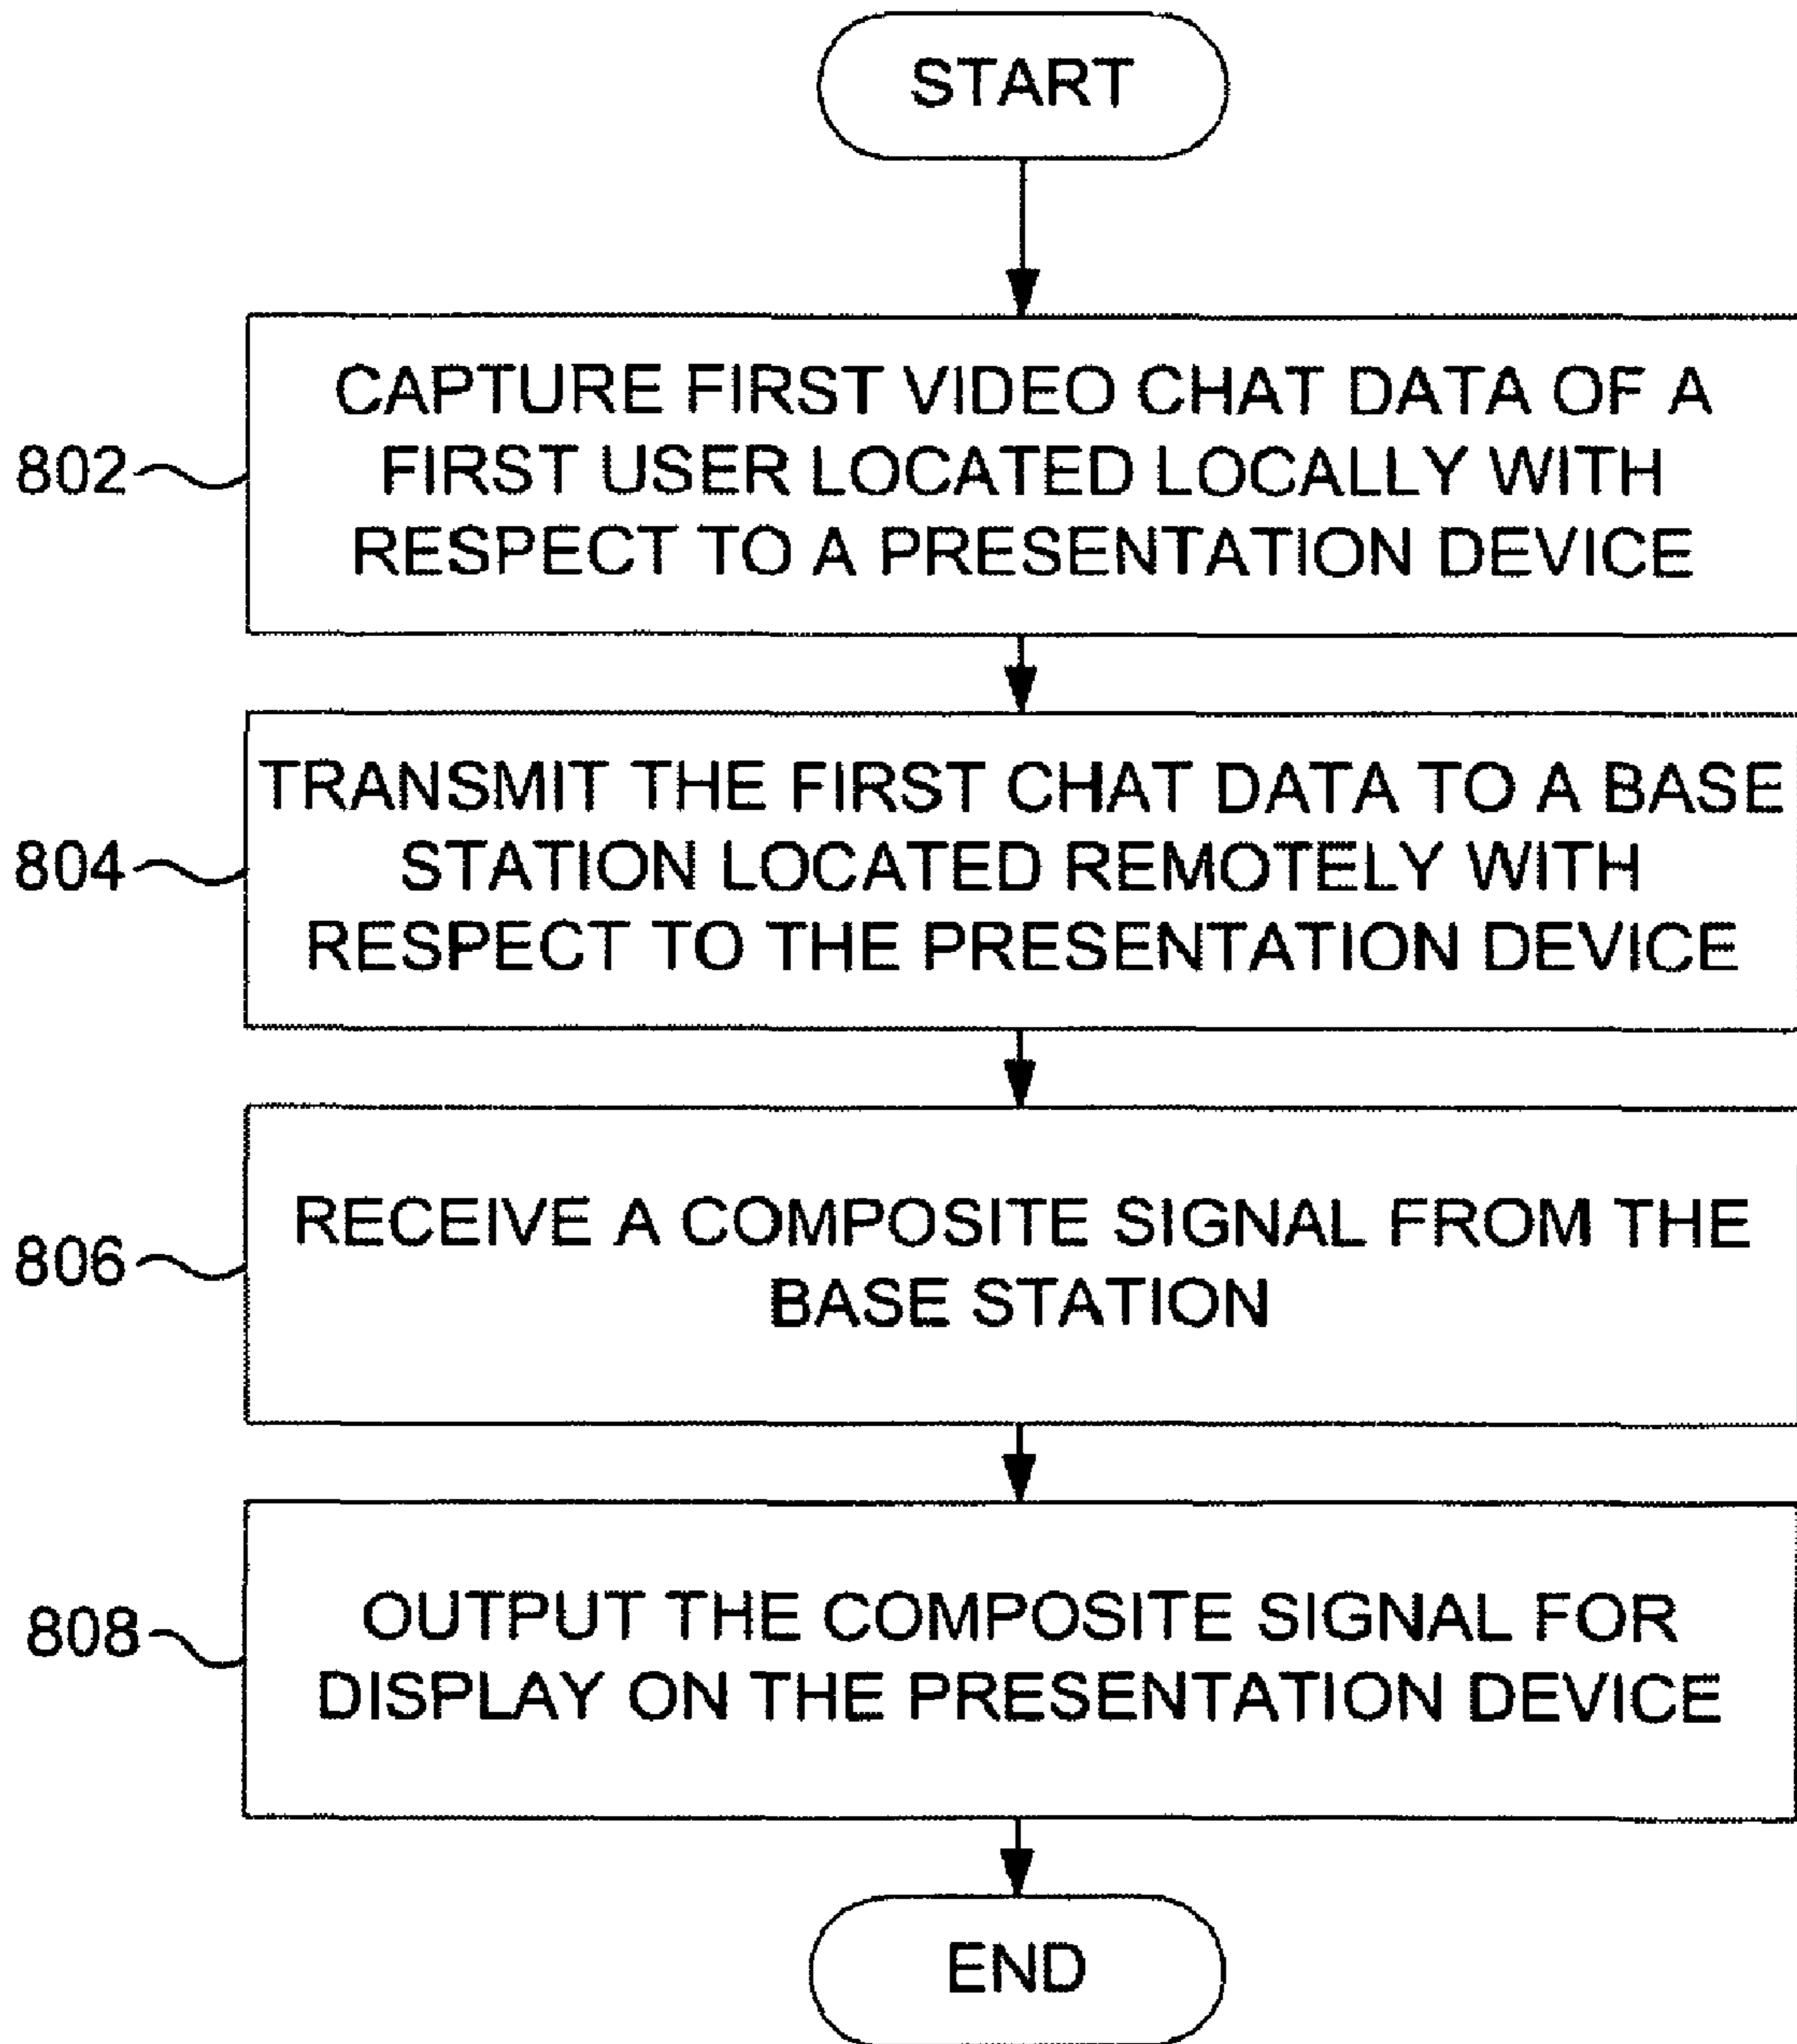 START
802
CAPTURE FIRST VIDEO CHAT DATA OF A
FIRST USER LOCATED LOCALLY WITH
RESPECT TO A PRESENTATION DEVICE
804
TRANSMIT THE FIRST CHAT DATA TO A BASE
STATION LOCATED REMOTELY WITH
RESPECT TO THE PRESENTATION DEVICE
806
RECEIVE A COMPOSITE SIGNAL FROM THE
BASE STATION
808
OUTPUT THE COMPOSITE SIGNAL FOR
DISPLAY ON THE PRESENTATION DEVICE
END